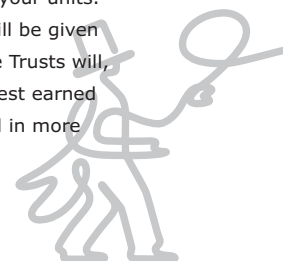 your units.
ill be given
e Trusts will,
est earned
d in more